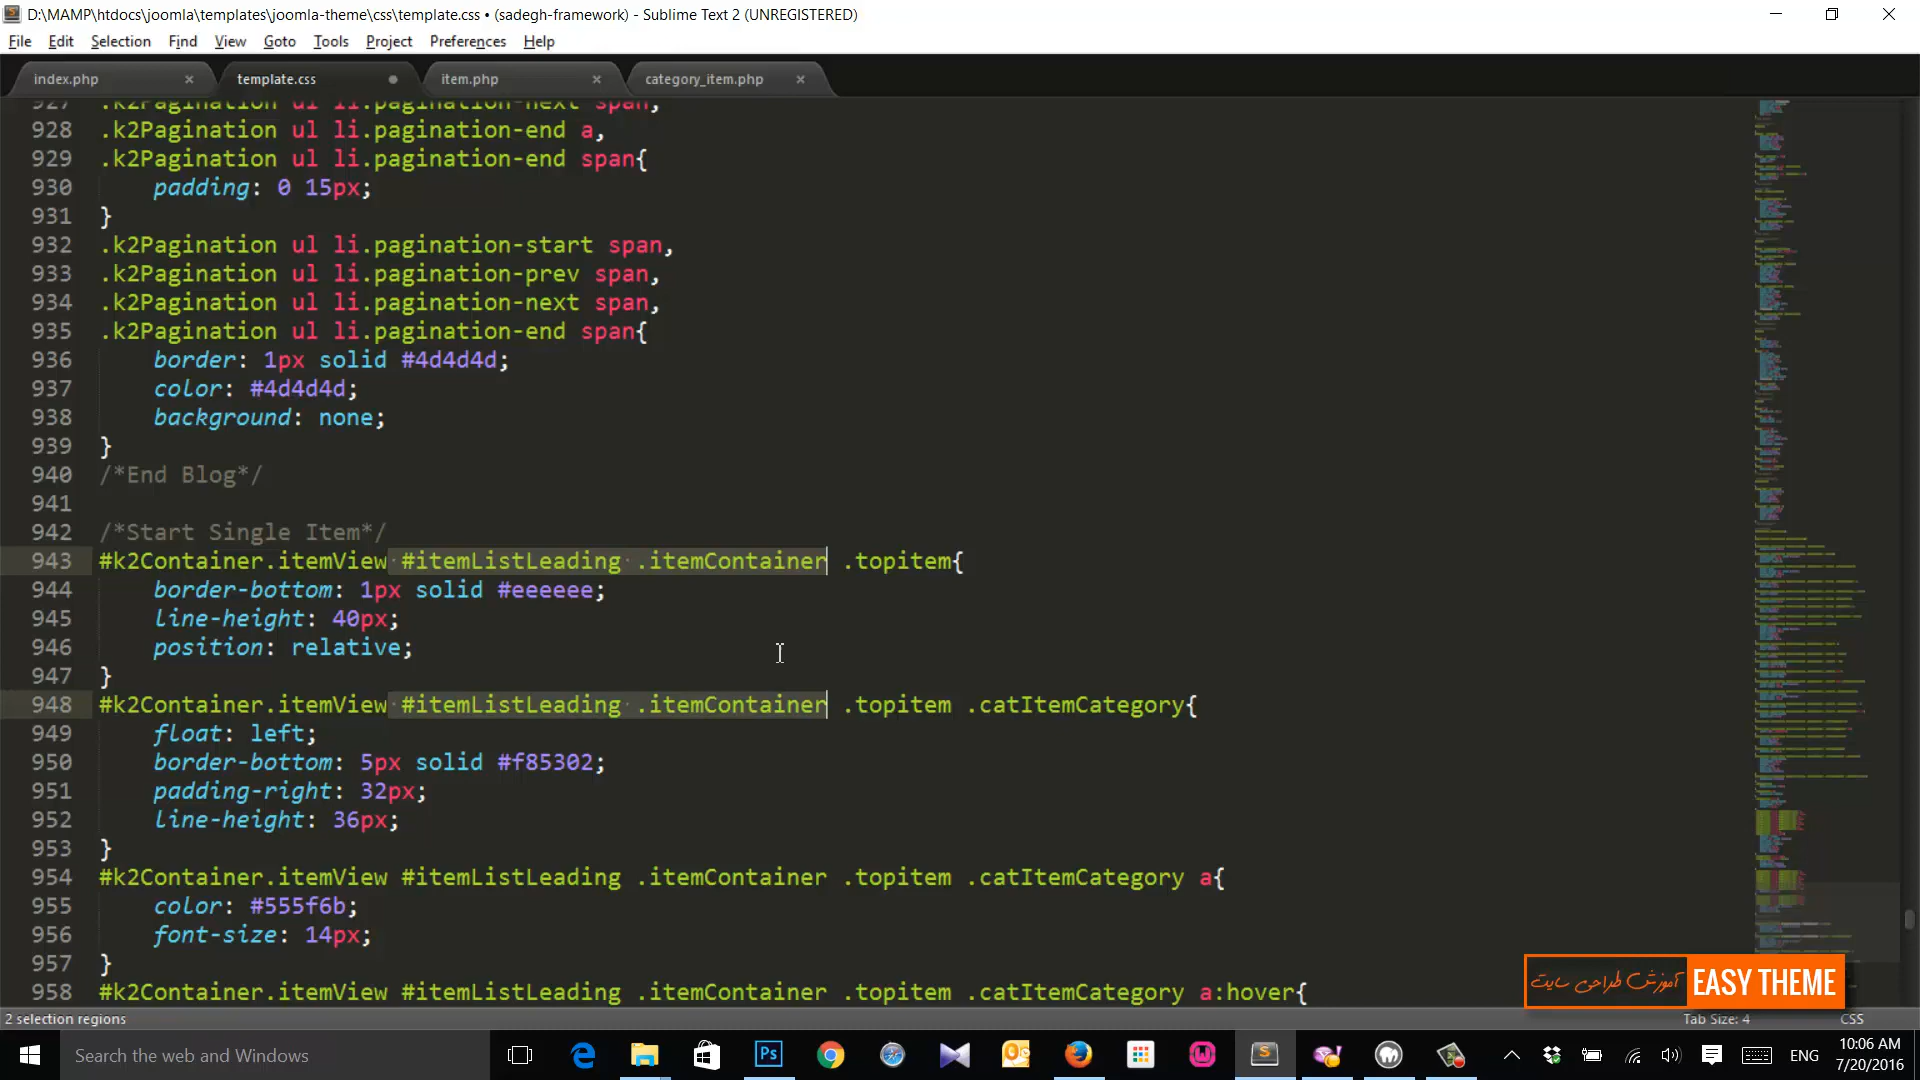 D:\MAMP\htdocs\joomla\templates\joomla-theme\css\template.css • (sadegh-framework) - Sublime Text 2 (UNREGISTERED)
File Edit Selection Find View Goto Tools Project Preferences Help
index.php template.css item.php category_item.php
927 .k2Pagination ul li.pagination-next span,
928 .k2Pagination ul li.pagination-end a,
929 .k2Pagination ul li.pagination-end span{
930 padding: 0 15px;
931 }
932 .k2Pagination ul li.pagination-start span,
933 .k2Pagination ul li.pagination-prev span,
934 .k2Pagination ul li.pagination-next span,
935 .k2Pagination ul li.pagination-end span{
936 border: 1px solid #4d4d4d;
937 color: #4d4d4d;
938 background: none;
939 }
940 /*End Blog*/
941
942 /*Start Single Item*/
943 #k2Container.itemView #itemListLeading .itemContainer .topitem{
944 border-bottom: 1px solid #eeeeee;
945 line-height: 40px;
946 position: relative;
947 }
948 #k2Container.itemView #itemListLeading .itemContainer .topitem .catItemCategory{
949 float: left;
950 border-bottom: 5px solid #f85302;
951 padding-right: 32px;
952 line-height: 36px;
953 }
954 #k2Container.itemView #itemListLeading .itemContainer .topitem .catItemCategory a{
955 color: #555f6b;
956 font-size: 14px;
957 }
958 #k2Container.itemView #itemListLeading .itemContainer .topitem .catItemCategory a:hover{
آموزش طراحی سایت EASY THEME
2 selection regions Tab Size: 4 CSS
Search the web and Windows Ps S ENG 10:06 AM
7/20/2016